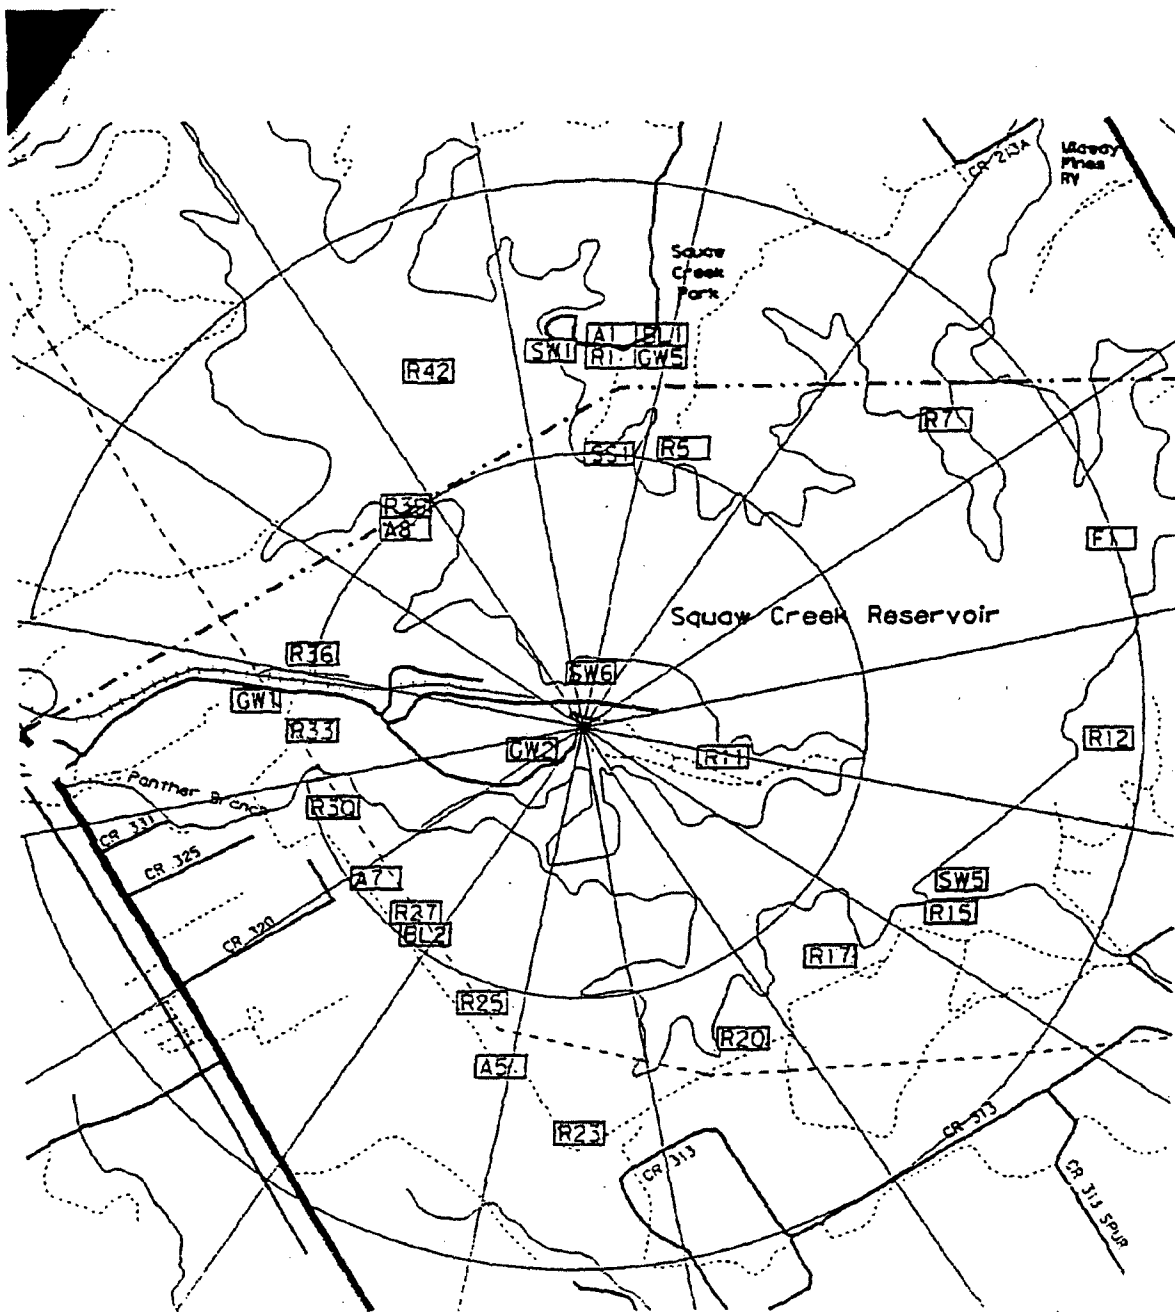 CR 213A
Midway
Pines
RV
Squaw
Creek
Park
A1 BL1
SW1
R1 GW5
R42
R7
SS1
R5
R39
A8
F1
Squaw Creek Reservoir
R36
SW6
GW1
R33
GW2
R11
R12
Panther Branch
R30
CR 331
CR 325
A7
SW5
R27
R15
BL2
CR 320
R17
R25
R20
A5
R23
CR 313
CR 313
CR 313 SPUR